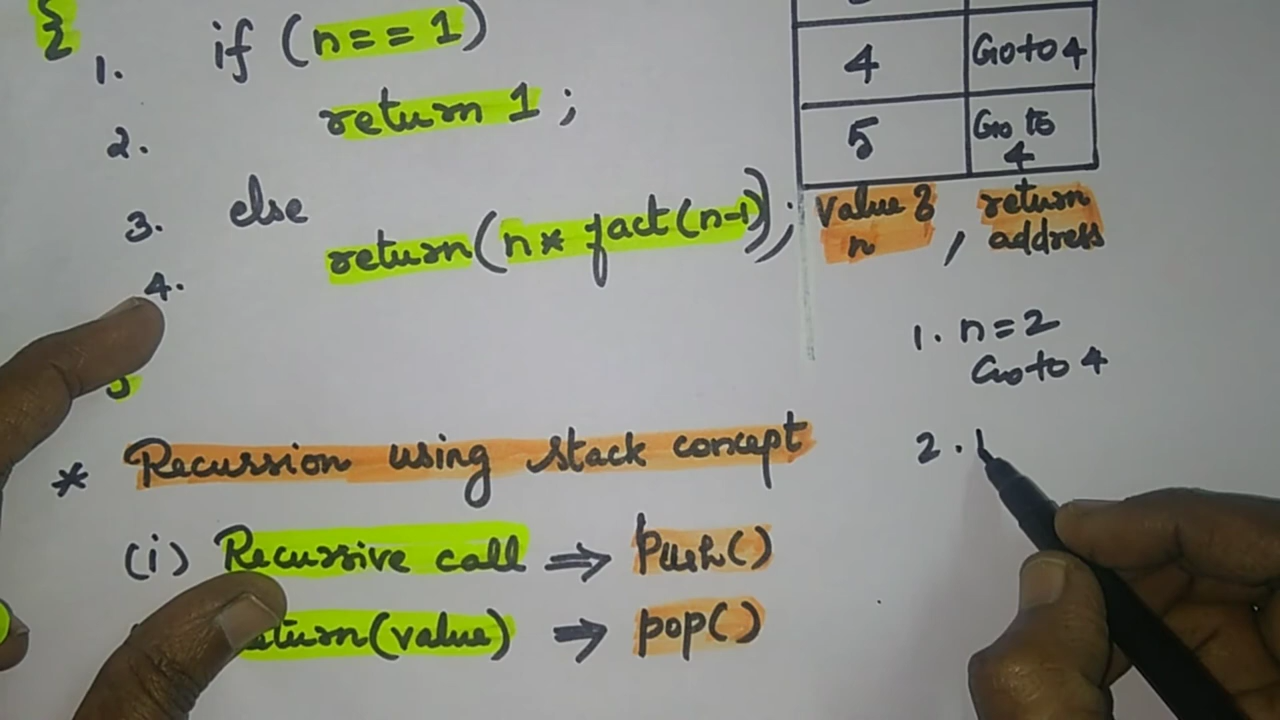 {
1. if (n==1)
2. return 1;
3. else
return(n* fact(n-1));
4.
}
* Recursion using stack concept
(i) Recursive call ⇒ Push()
return(value) ⇒ pop()
4 Goto 4
5 Go to
4
Value &
n , return
address
1. n=2
Goto 4
2.